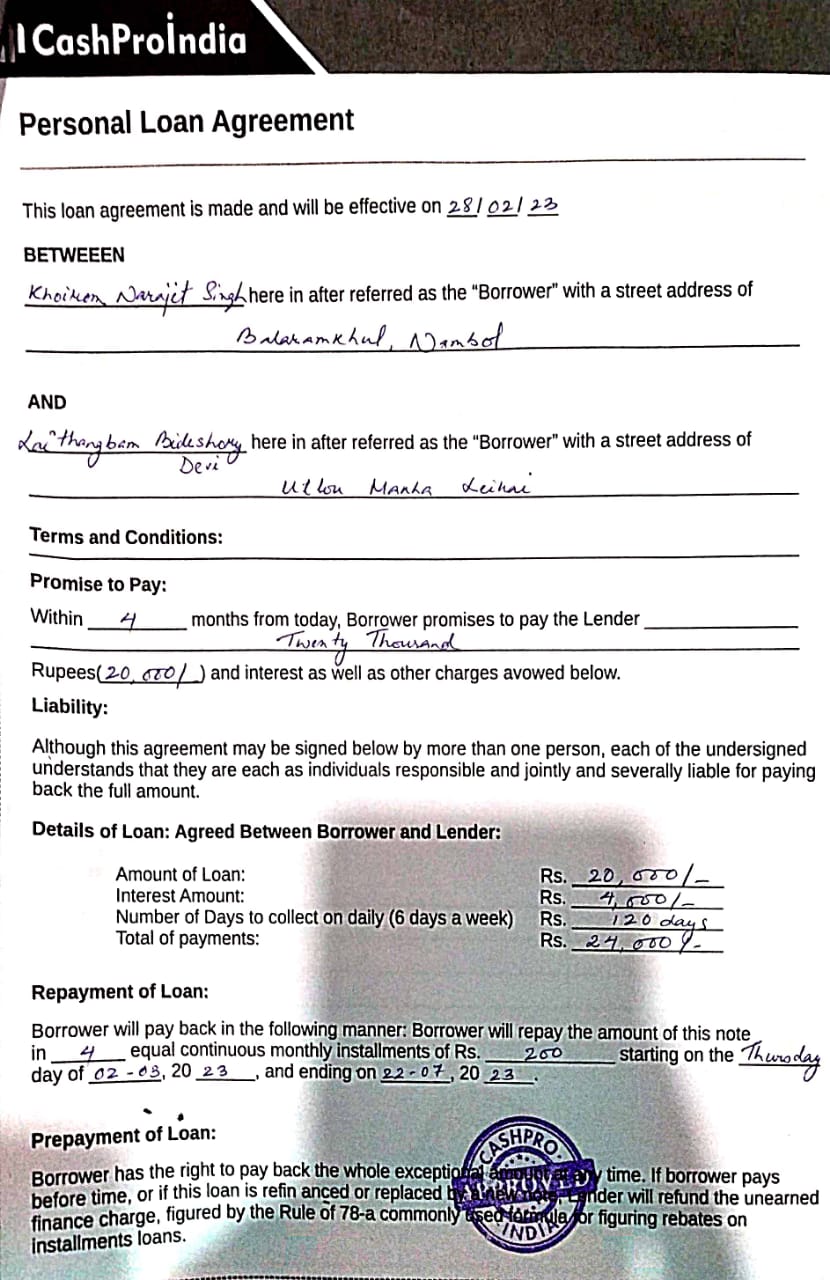 CashProIndia
Personal Loan Agreement
This loan agreement is made and will be effective on 28/02/23
BETWEEEN
Khoirom Narajit Singh here in after referred as the “Borrower” with a street address of
Balaramkhul, Nambol
AND
Laithangbam Bideshory here in after referred as the “Borrower” with a street address of
Devi
Utlou Manha Leikai
Terms and Conditions:
Promise to Pay:
Within 4 months from today, Borrower promises to pay the Lender
Twenty Thousand
Rupees(20,000/) and interest as well as other charges avowed below.
Liability:
Although this agreement may be signed below by more than one person, each of the undersigned
understands that they are each as individuals responsible and jointly and severally liable for paying
back the full amount.
Details of Loan: Agreed Between Borrower and Lender:
Amount of Loan: Rs. 20,000/-
Interest Amount: Rs. 4,000/-
Number of Days to collect on daily (6 days a week) Rs. 120 days
Total of payments: Rs. 24,000/-
Repayment of Loan:
Borrower will pay back in the following manner: Borrower will repay the amount of this note
in 4 equal continuous monthly installments of Rs. 200 starting on the Thursday
day of 02-03, 20 23, and ending on 22-07, 20 23.
Prepayment of Loan:
Borrower has the right to pay back the whole exceptional amount at any time. If borrower pays
before time, or if this loan is refin anced or replaced by a new note, Lender will refund the unearned
finance charge, figured by the Rule of 78-a commonly used formula for figuring rebates on
installments loans.
CASHPRO
INDIA